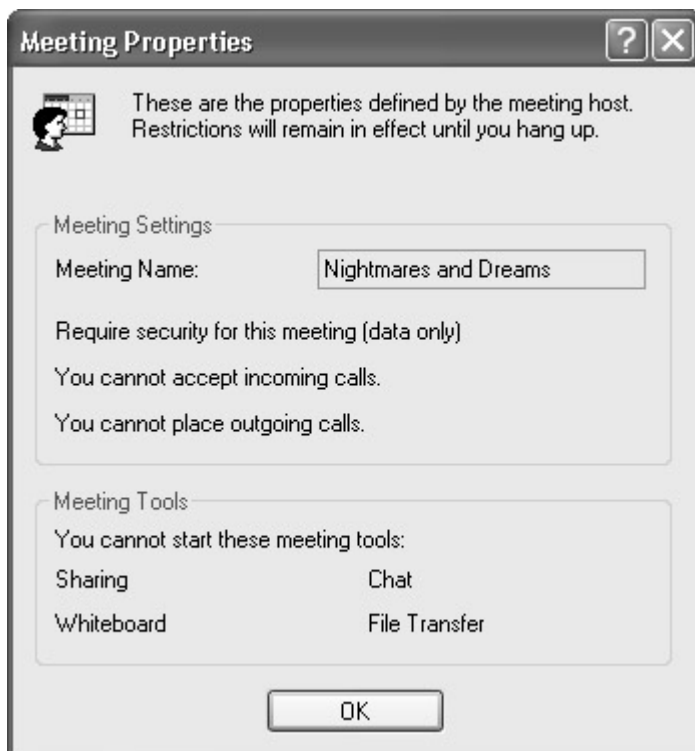 Meeting Properties
These are the properties defined by the meeting host.
Restrictions will remain in effect until you hang up.
Meeting Settings
Meeting Name: Nightmares and Dreams
Require security for this meeting (data only)
You cannot accept incoming calls.
You cannot place outgoing calls.
Meeting Tools
You cannot start these meeting tools:
Sharing Chat
Whiteboard File Transfer
OK